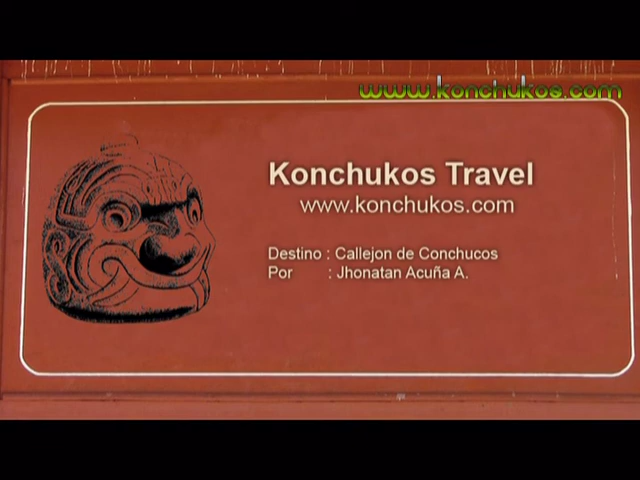 www.konchukos.com
Konchukos Travel
www.konchukos.com
Destino : Callejon de Conchucos
Por : Jhonatan Acuña A.